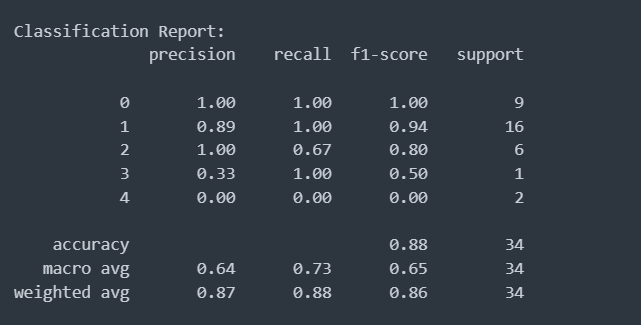 Classification Report:
precision recall f1-score support
0 1.00 1.00 1.00 9
1 0.89 1.00 0.94 16
2 1.00 0.67 0.80 6
3 0.33 1.00 0.50 1
4 0.00 0.00 0.00 2
accuracy 0.88 34
macro avg 0.64 0.73 0.65 34
weighted avg 0.87 0.88 0.86 34